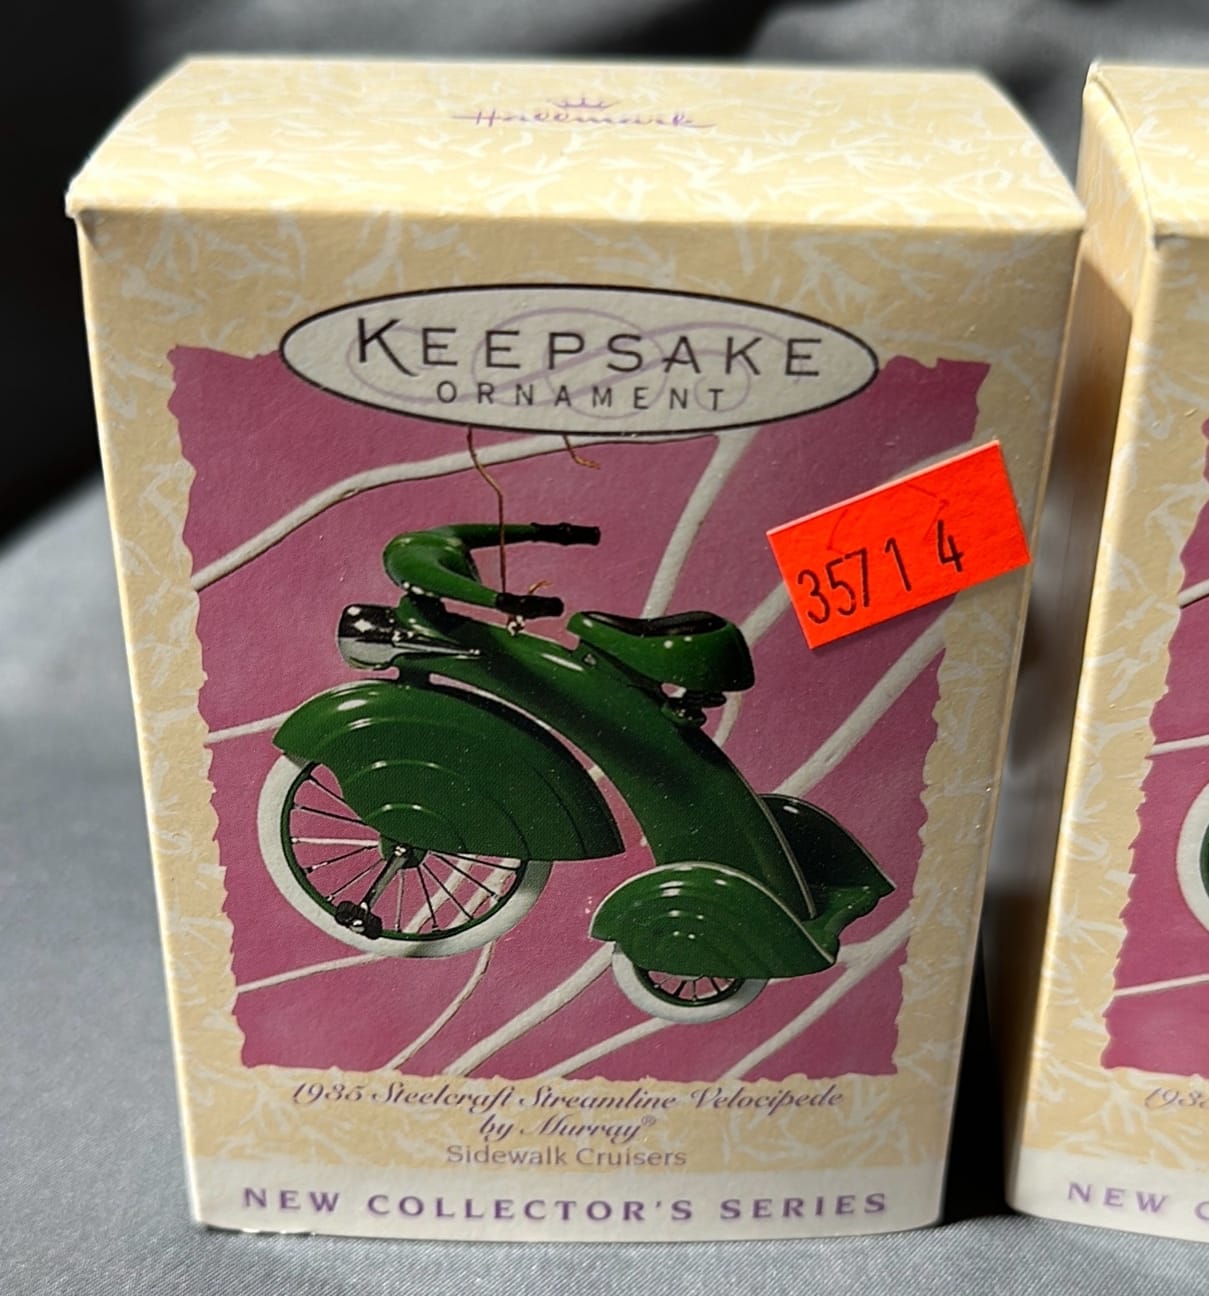 Hallmark
KEEPSAKE
ORNAMENT
3571 4
1935 Steelcraft Streamline Velocipede
by Murray®
Sidewalk Cruisers
NEW COLLECTOR'S SERIES
NEW